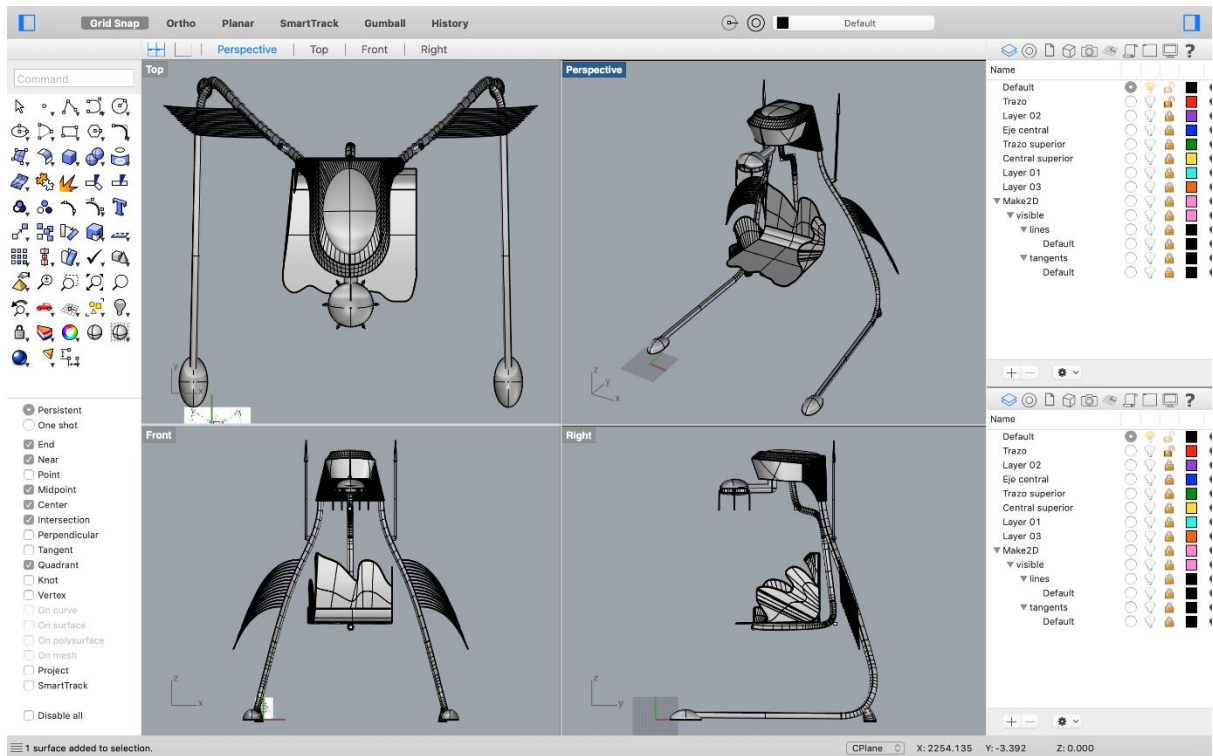 Grid Snap Ortho Planar SmartTrack Gumball History Default
Perspective Top Front Right
Command
Persistent
One shot
End
Near
Point
Midpoint
Center
Intersection
Perpendicular
Tangent
Quadrant
Knot
Vertex
On curve
On surface
On polysurface
On mesh
Project
SmartTrack
Disable all
Top
y
x
Perspective
z
y
x
Front
z
x
Right
z
y
?
Name
Default
Trazo
Layer 02
Eje central
Trazo superior
Central superior
Layer 01
Layer 03
Make2D
visible
lines
Default
tangents
Default
?
Name
Default
Trazo
Layer 02
Eje central
Trazo superior
Central superior
Layer 01
Layer 03
Make2D
visible
lines
Default
tangents
Default
1 surface added to selection. CPlane X: 2254.135 Y: -3.392 Z: 0.000